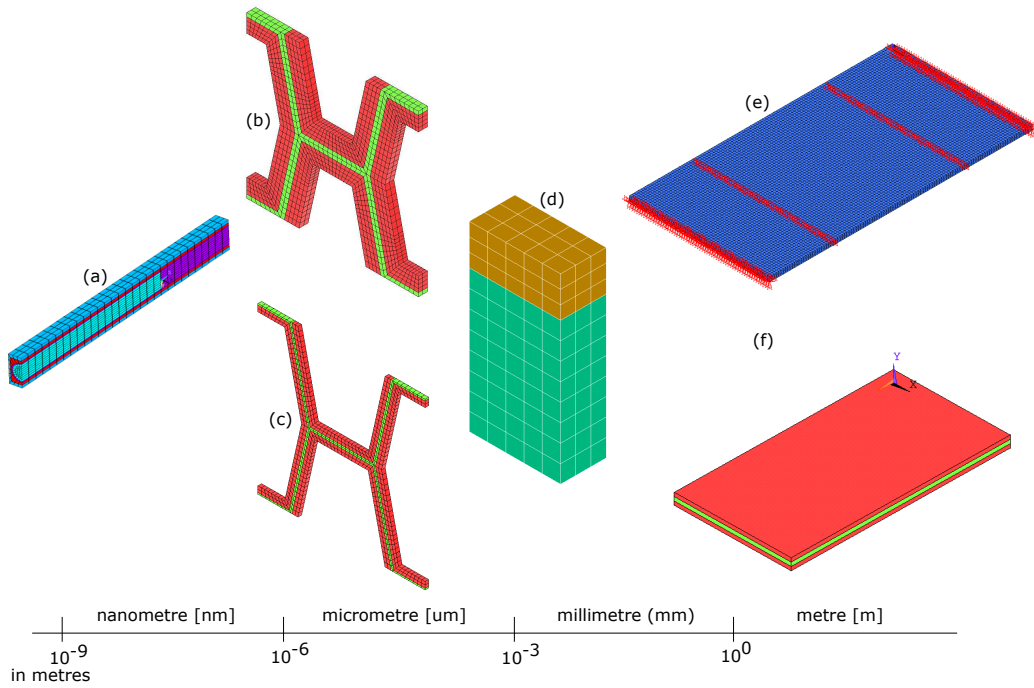 (a)
(b)
(c)
(d)
(e)
(f)
Y
X
nanometre [nm]
micrometre [um]
millimetre (mm)
metre [m]
10-9
10-6
10-3
100
in metres